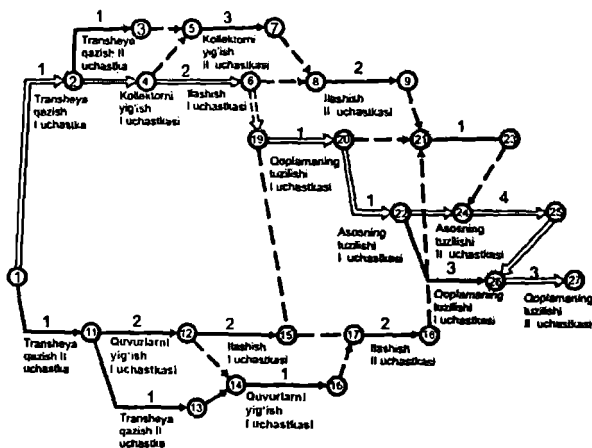 1
3
1
3
5
7
Transheya
qazish II
uchastka
Kollektorni
yig'ish
II uchastkasi
1
2
4
2
6
1
8
2
9
Transheya
qazish
I uchastka
Kollektorni
yig'ish
I uchastkasi
Ilashish
I uchastkasi
Ilashish
II uchastkasi
19
1
20
21
1
23
Qoplamaning
tuzilishi
I uchastkasi
1
22
24
4
25
Asosning
tuzilishi
I uchastkasi
Asosning
tuzilishi
II uchastkasi
1
3
26
3
27
Qoplamaning
tuzilishi
I uchastkasi
Qoplamaning
tuzilishi
II uchastkasi
1
11
2
12
2
15
17
2
18
Transheya
qazish II
uchastka
Quvurlarni
yig'ish
I uchastkasi
Ilashish
I uchastkasi
Ilashish
II uchastkasi
1
13
14
1
16
Transheya
qazish II
uchastka
Quvurlarni
yig'ish
I uchastkasi